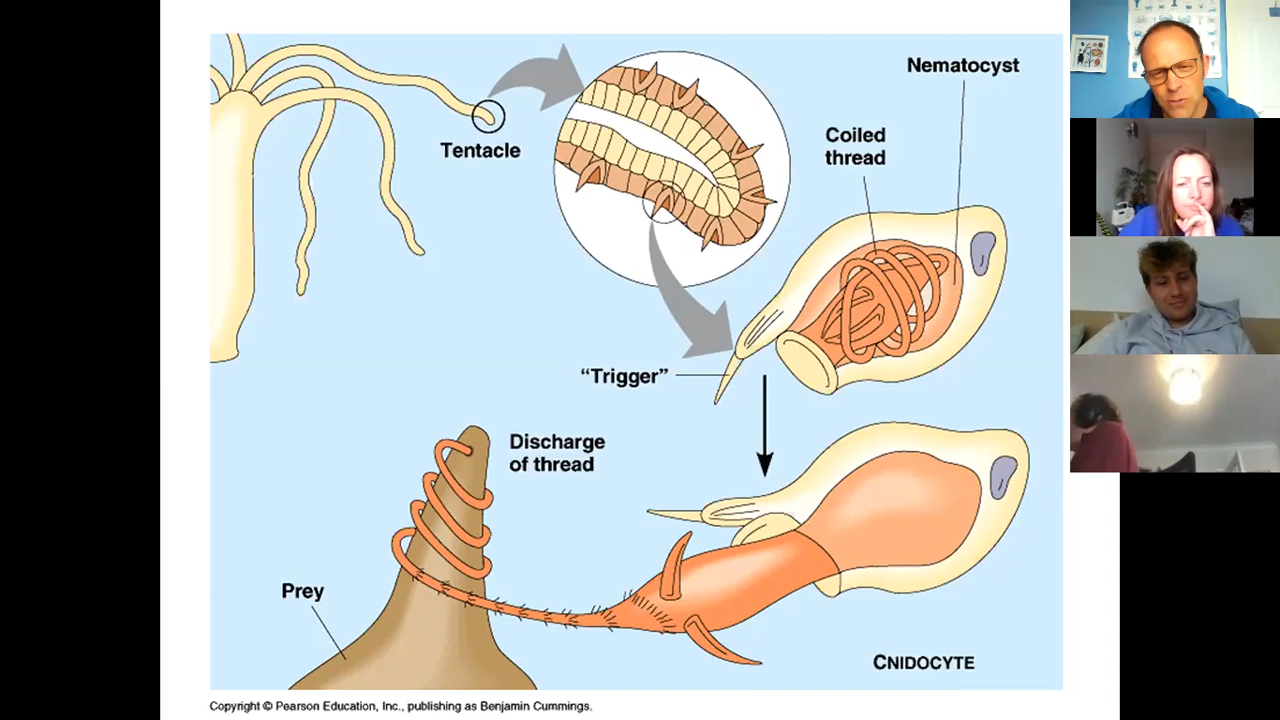 Tentacle
Nematocyst
Coiled
thread
“Trigger”
Discharge
of thread
Prey
CNIDOCYTE
Copyright © Pearson Education, Inc., publishing as Benjamin Cummings.